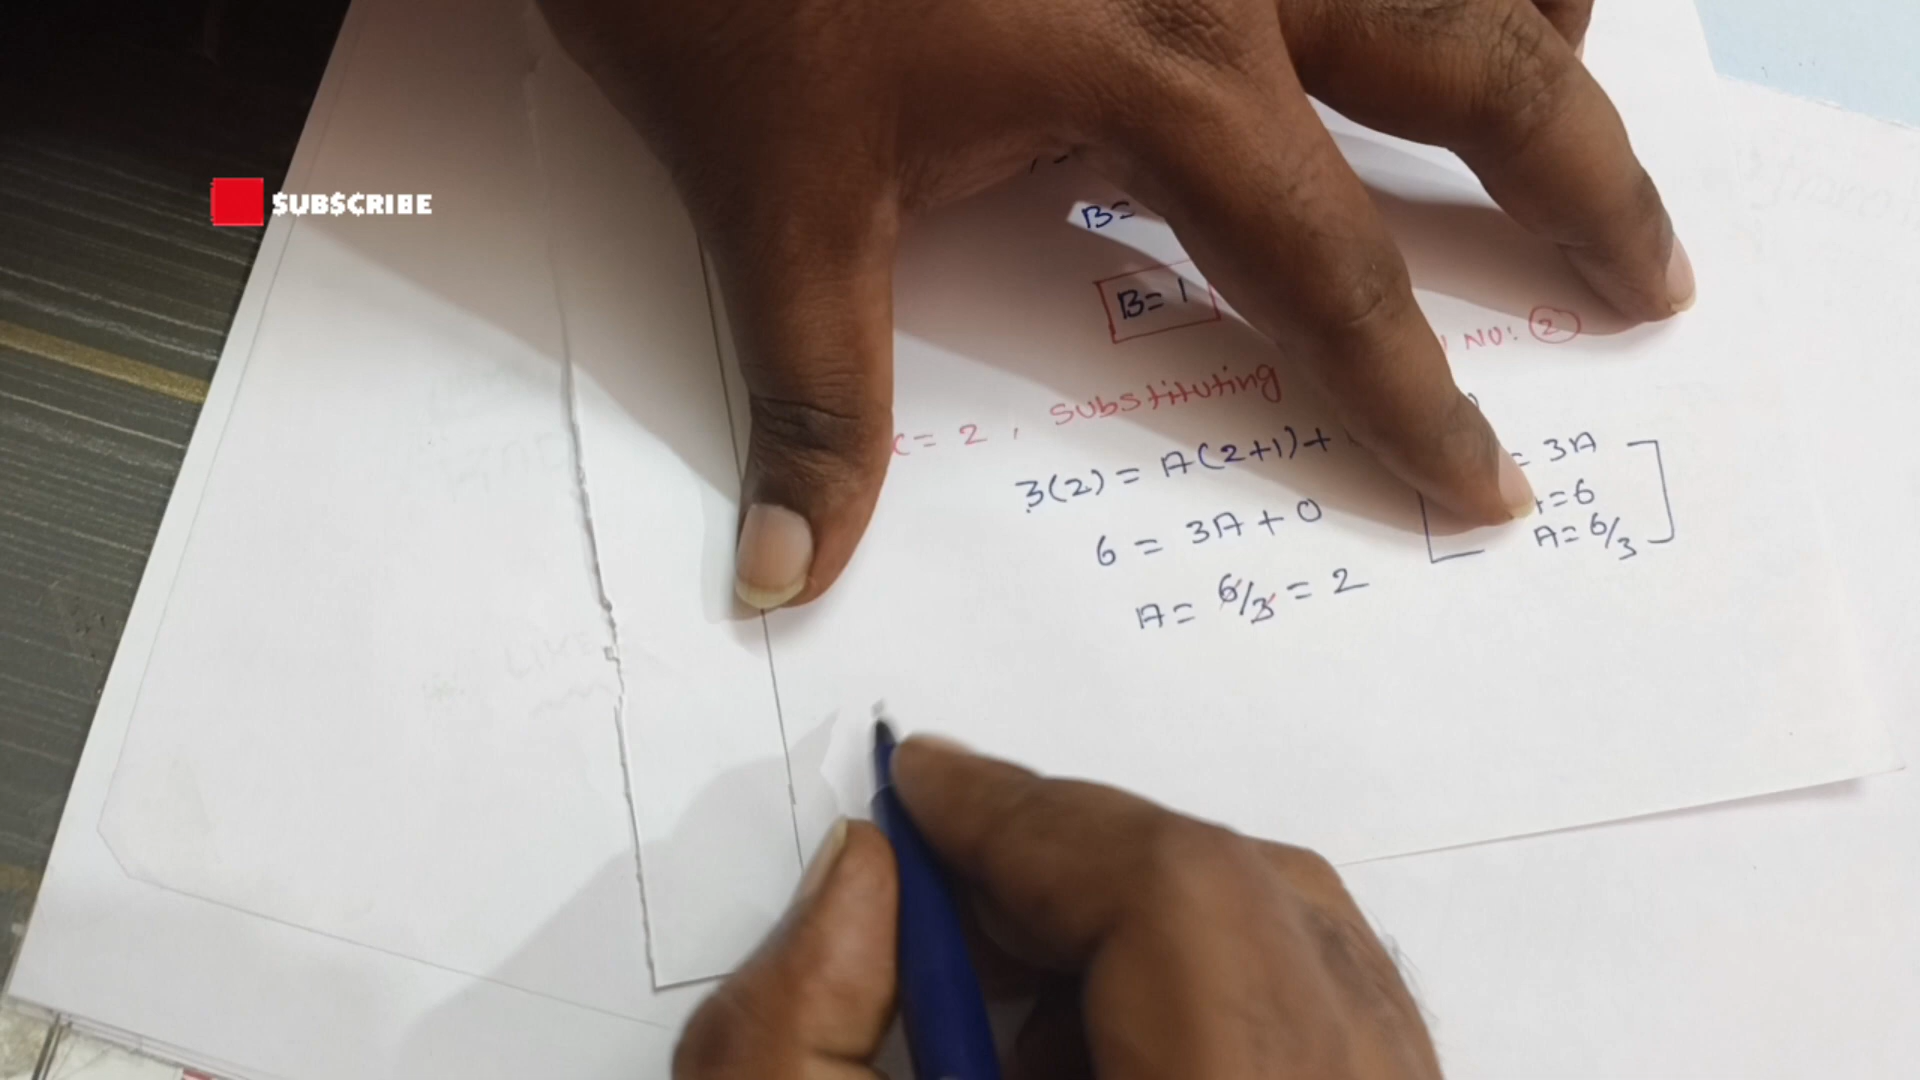 SUBSCRIBE
B=
B= 1
NO: 2
= 2, Substituting
3(2) = A(2+1)+
= 3A
=6
6 = 3A + 0
A= 6/3
A= 6/3 = 2
LIKE